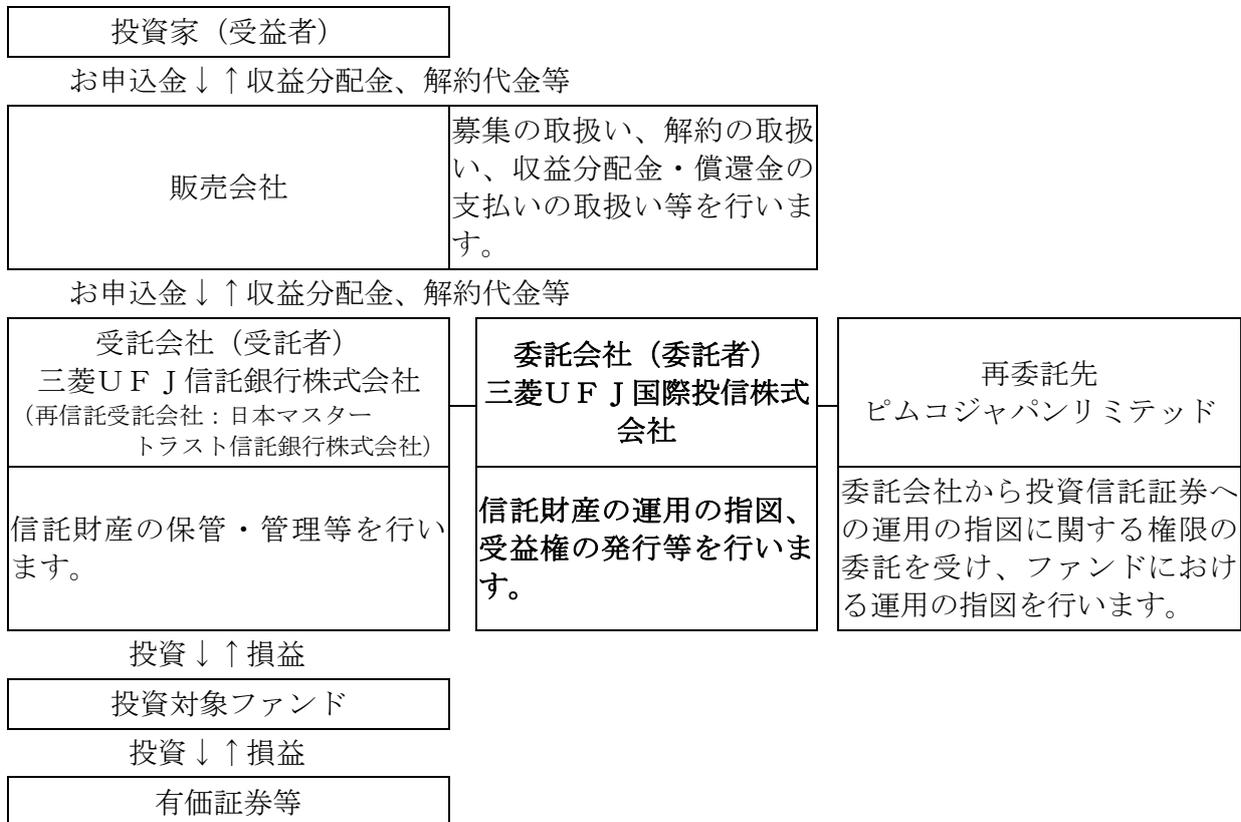 投資家(受益者)
お申込金↓↑収益分配金、解約代金等
販売会社
募集の取扱い、解約の取扱
い、収益分配金・償還金の
支払いの取扱い等を行いま
す。
お申込金↓↑収益分配金、解約代金等
受託会社(受託者)
三菱UFJ信託銀行株式会社
(再信託受託会社:日本マスター
トラスト信託銀行株式会社)
委託会社(委託者)
三菱UFJ国際投信株式
会社
再委託先
ピムコジャパンリミテッド
信託財産の保管・管理等を行い
ます。
信託財産の運用の指図、
受益権の発行等を行いま
す。
委託会社から投資信託証券へ
の運用の指図に関する権限の
委託を受け、ファンドにおけ
る運用の指図を行います。
投資↓↑損益
投資対象ファンド
投資↓↑損益
有価証券等